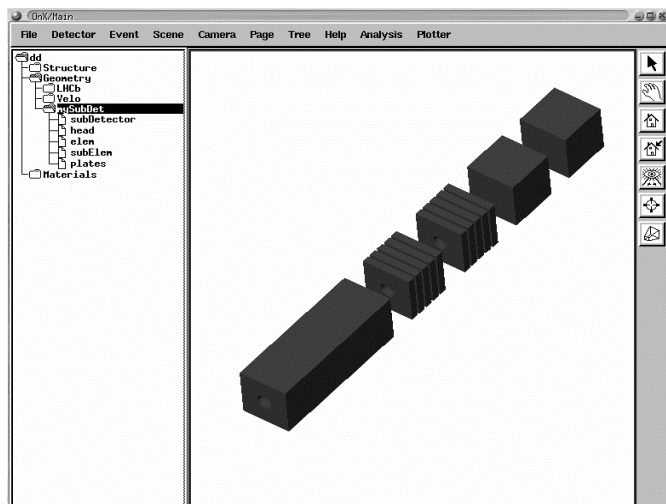 OnX/Main
File Detector Event Scene Camera Page Tree Help Analysis Plotter
dd
Structure
Geometry
LHCb
Velo
mySubDet
subDetector
head
elem
subElem
plates
Materials